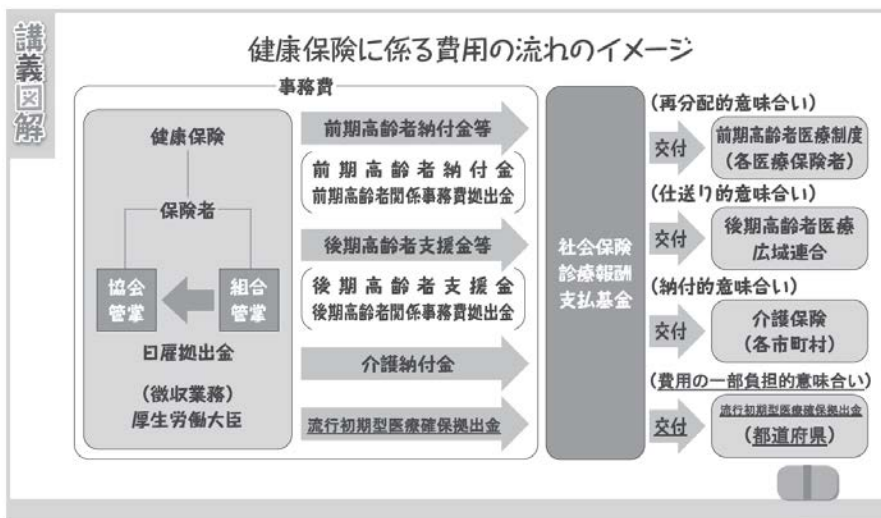 講義図解
健康保険に係る費用の流れのイメージ
事務費
健康保険
保険者
協会
管掌
組合
管掌
日雇拠出金
(徴収業務)
厚生労働大臣
前期高齢者納付金等
前期高齢者納付金
前期高齢者関係事務費拠出金
後期高齢者支援金等
後期高齢者支援金
後期高齢者関係事務費拠出金
介護納付金
流行初期型医療確保拠出金
社会保険
診療報酬
支払基金
(再分配的意味合い)
交付
前期高齢者医療制度
(各医療保険者)
(仕送り的意味合い)
交付
後期高齢者医療
広域連合
(納付的意味合い)
交付
介護保険
(各市町村)
(費用の一部負担的意味合い)
交付
流行初期型医療確保拠出金
(都道府県)